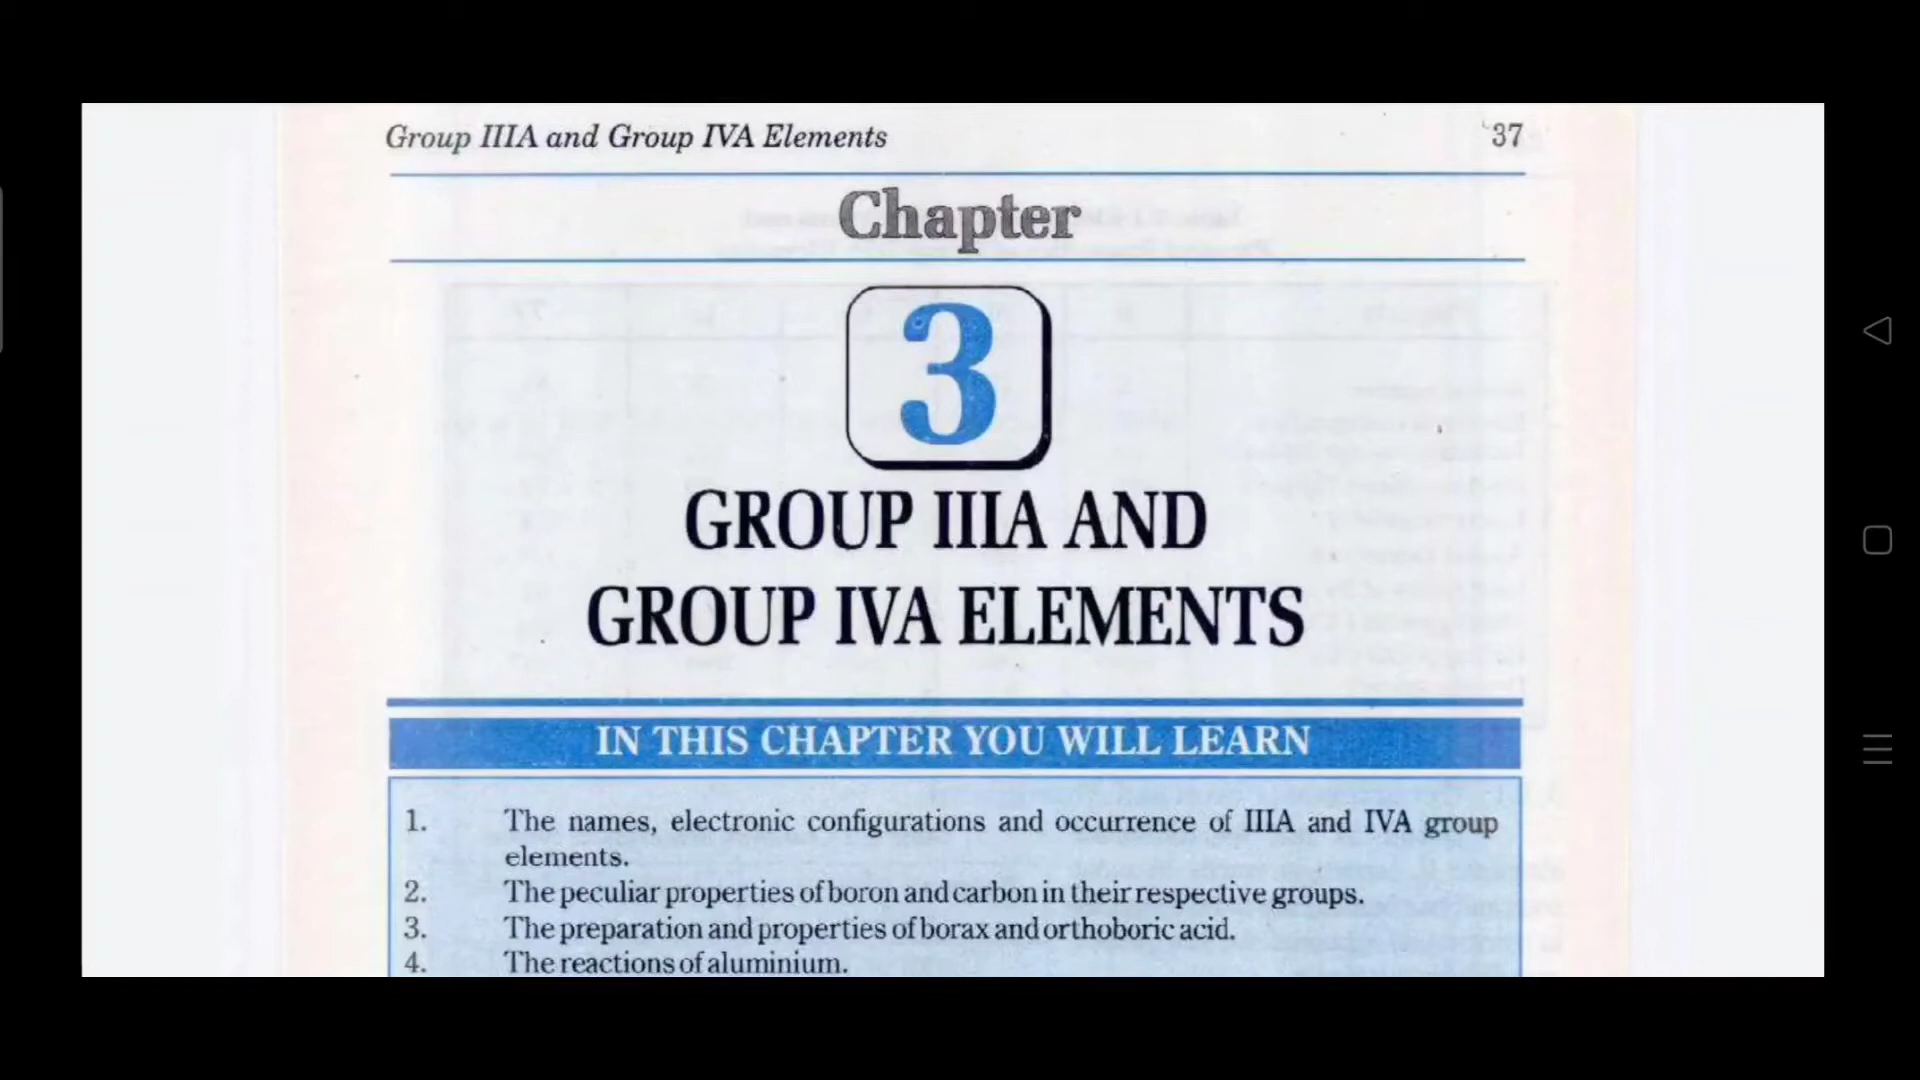 Group IIIA and Group IVA Elements 37
Chapter
3
GROUP IIIA AND
GROUP IVA ELEMENTS
IN THIS CHAPTER YOU WILL LEARN
1. The names, electronic configurations and occurrence of IIIA and IVA group
elements.
2. The peculiar properties of boron and carbon in their respective groups.
3. The preparation and properties of borax and orthoboric acid.
4. The reactions of aluminium.